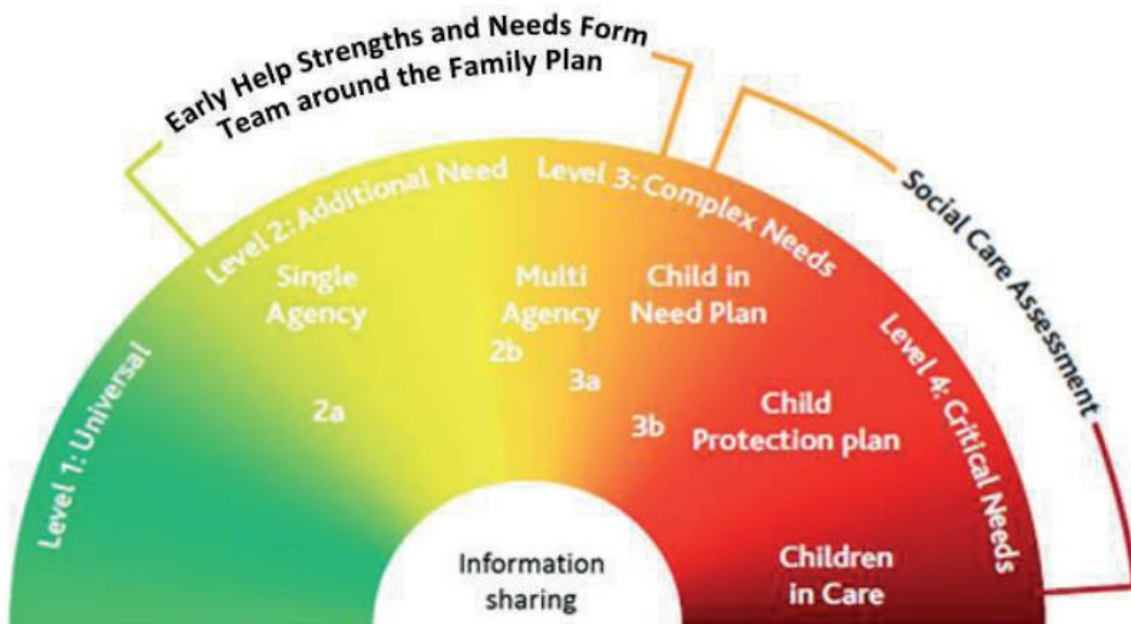 Early Help Strengths and Needs Form
Team around the Family Plan
Social Care Assessment
Level 1: Universal
Level 2: Additional Need
Level 3: Complex Needs
Level 4: Critical Needs
Single
Agency
2a
Multi
Agency
2b
3a
Child in
Need Plan
3b
Child
Protection plan
Children
in Care
Information
sharing